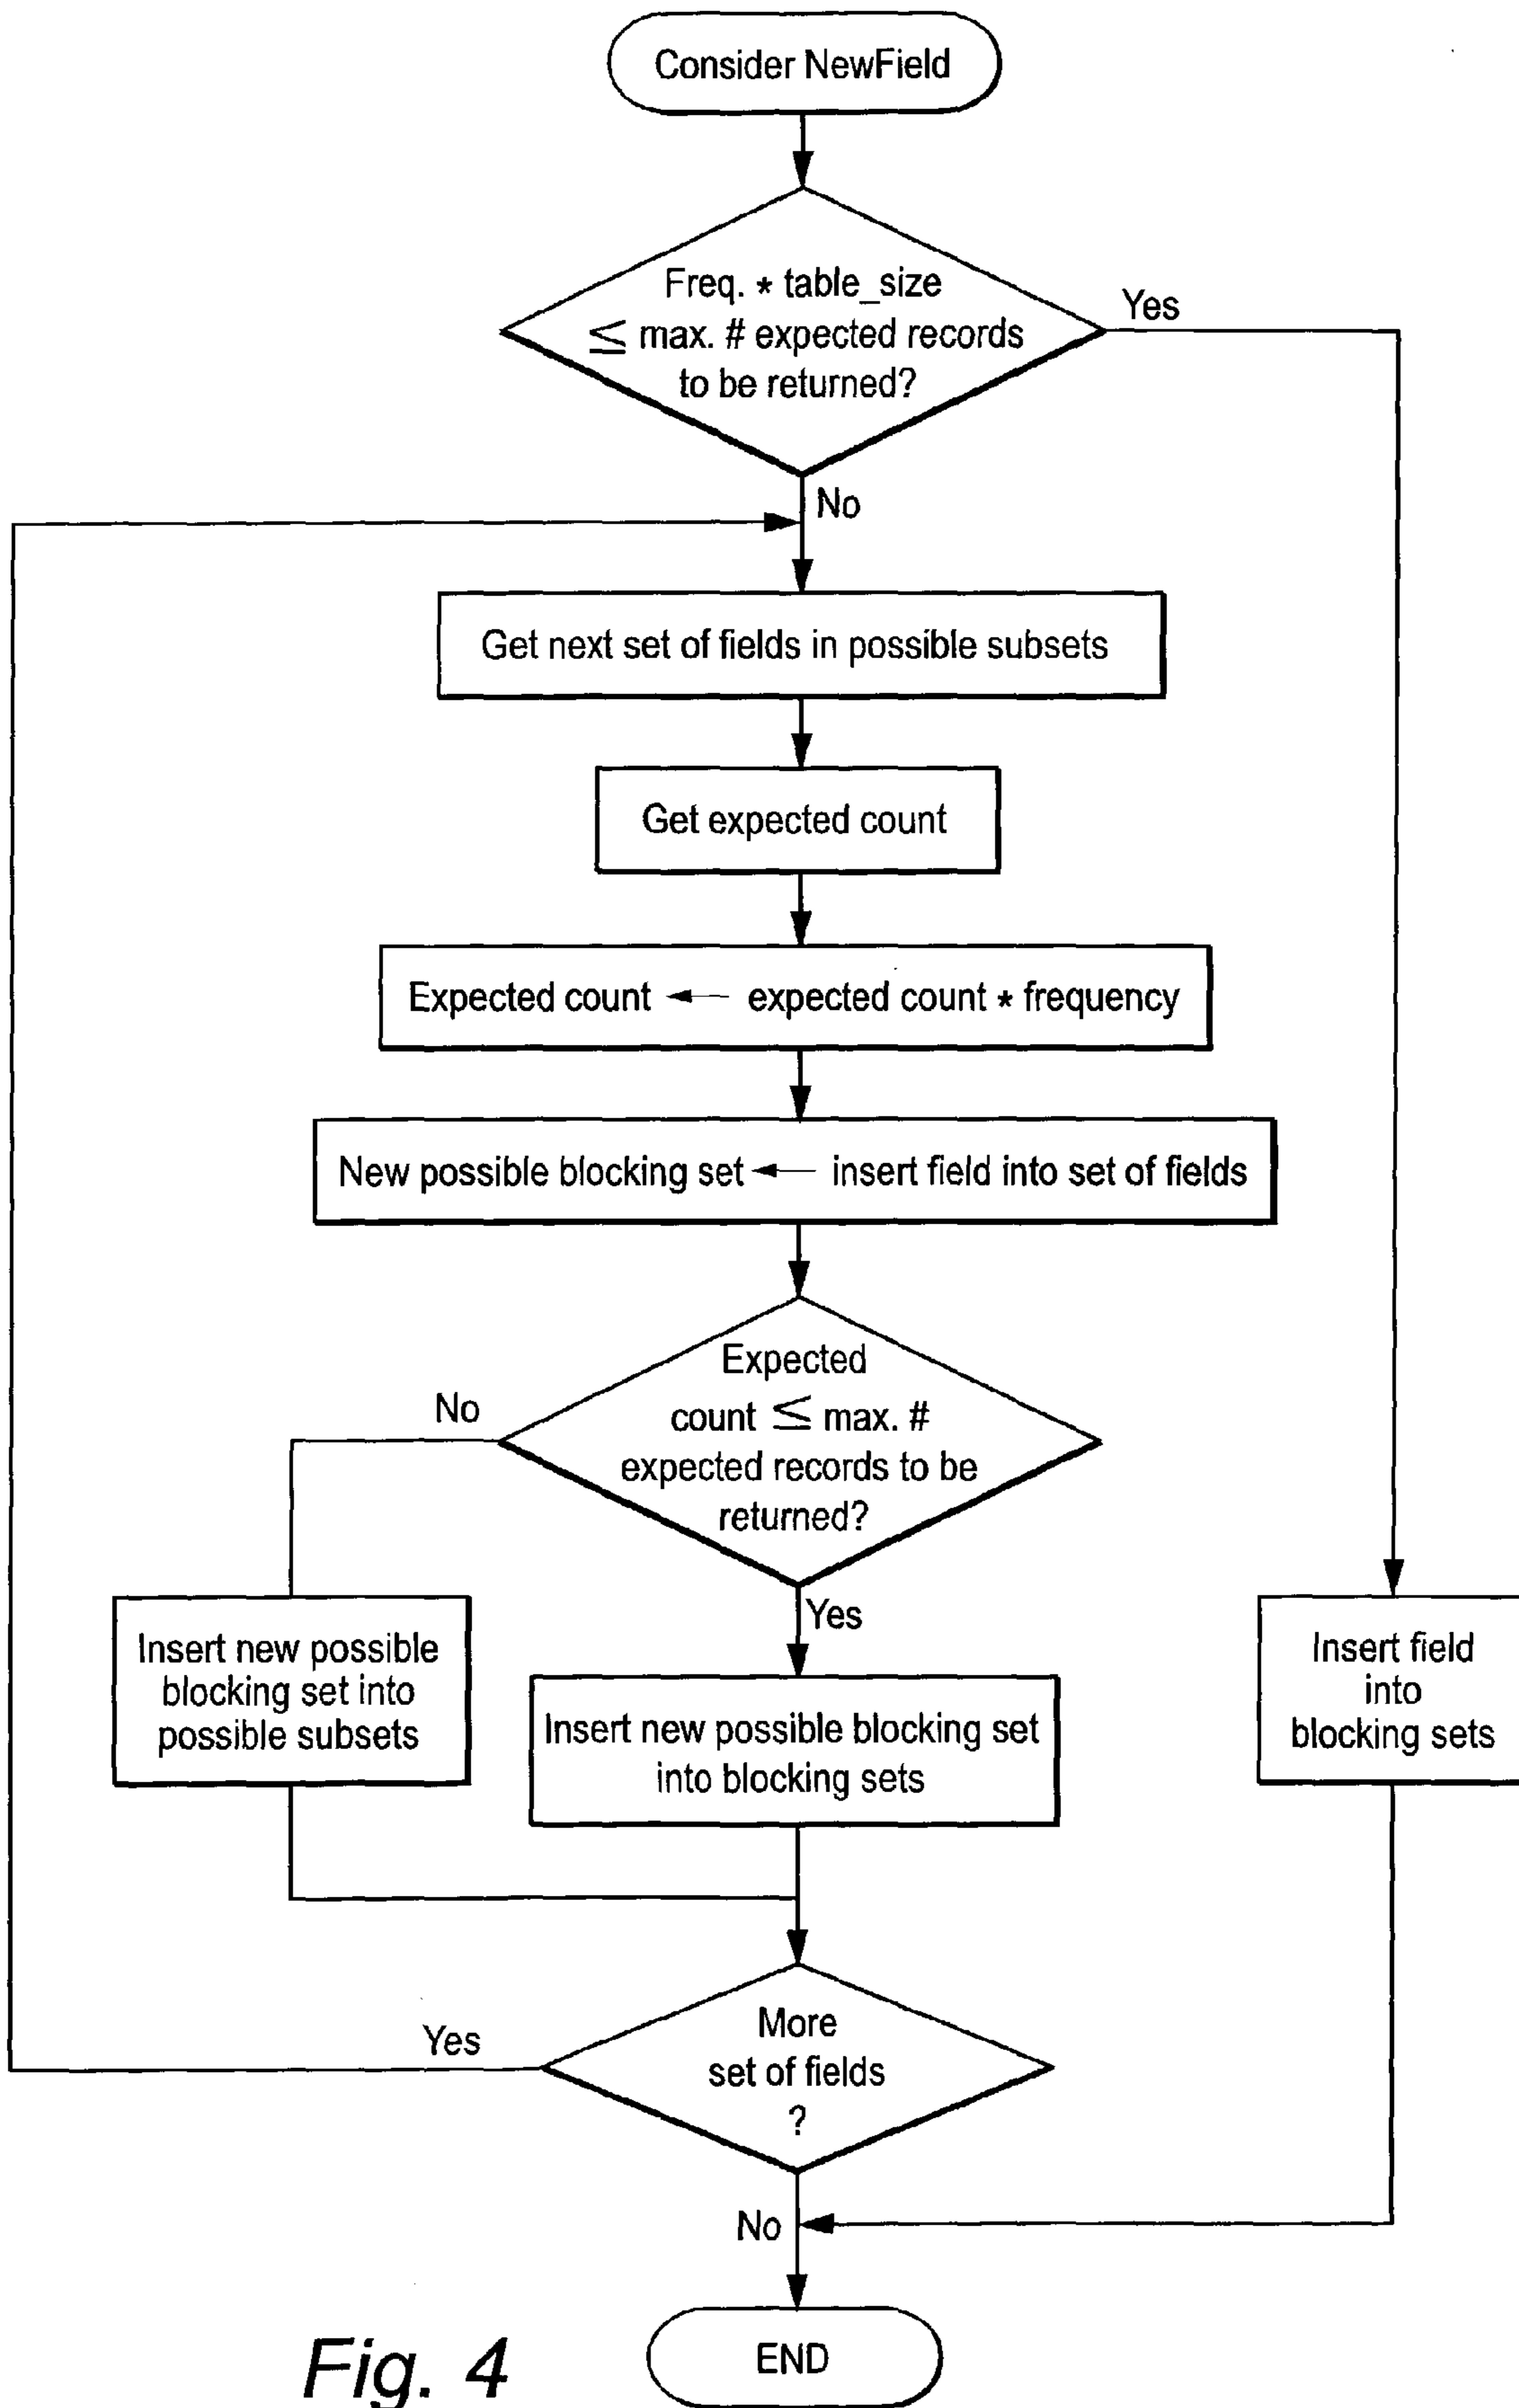 Consider NewField
Freq. * table_size
≤ max. # expected records
to be returned?
Yes
No
Get next set of fields in possible subsets
Get expected count
Expected count ← expected count * frequency
New possible blocking set ← insert field into set of fields
Expected
count ≤ max. #
expected records to be
returned?
No
Yes
Insert new possible
blocking set into
possible subsets
Insert new possible blocking set
into blocking sets
Insert field
into
blocking sets
More
set of fields
?
Yes
No
END
Fig. 4